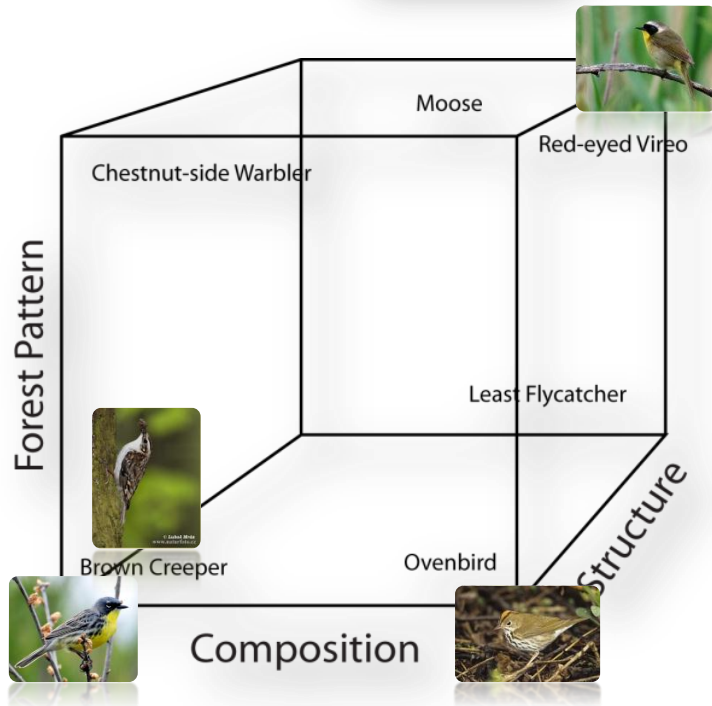 Moose
Red-eyed Vireo
Chestnut-side Warbler
Forest Pattern
Least Flycatcher
Structure
Brown Creeper
Ovenbird
Composition